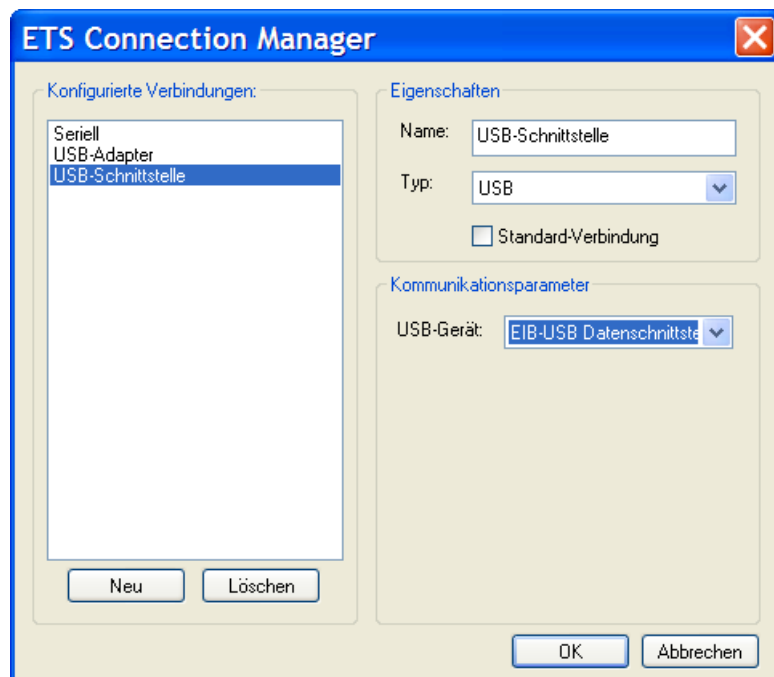 ETS Connection Manager
Konfigurierte Verbindungen:
Seriell
USB-Adapter
USB-Schnittstelle
Neu
Löschen
Eigenschaften
Name:
USB-Schnittstelle
Typ:
USB
Standard-Verbindung
Kommunikationsparameter
USB-Gerät:
EIB-USB Datenschnittste
OK
Abbrechen